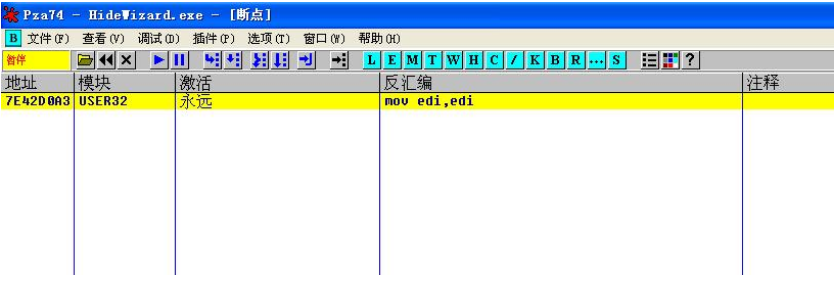 Pza74 - HideWizard.exe - [断点]
B 文件(F) 查看(V) 调试(D) 插件(P) 选项(T) 窗口(W) 帮助(H)
暂停 L E M T W H C / K B R ... S ?
地址 模块 激活 反汇编 注释
7E42D0A3 USER32 永远 mov edi,edi